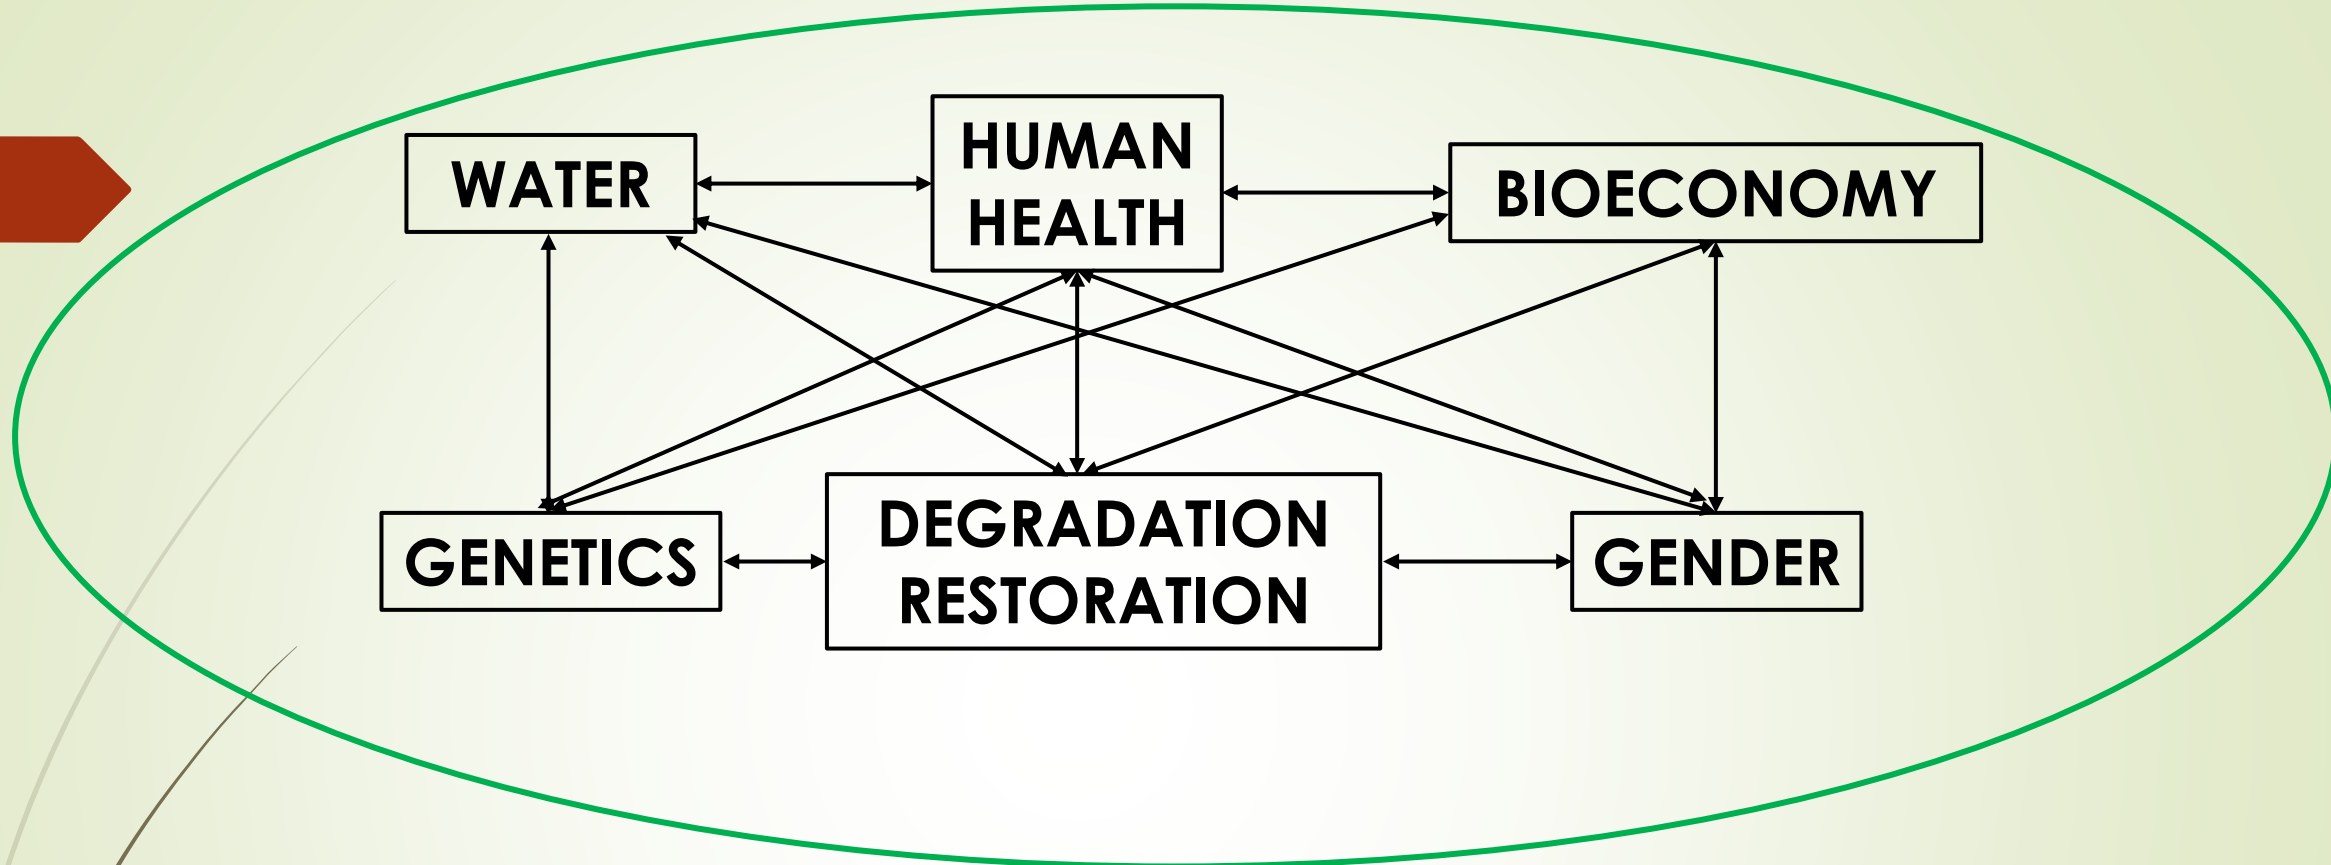 WATER
HUMAN
HEALTH
BIOECONOMY
GENETICS
DEGRADATION
RESTORATION
GENDER